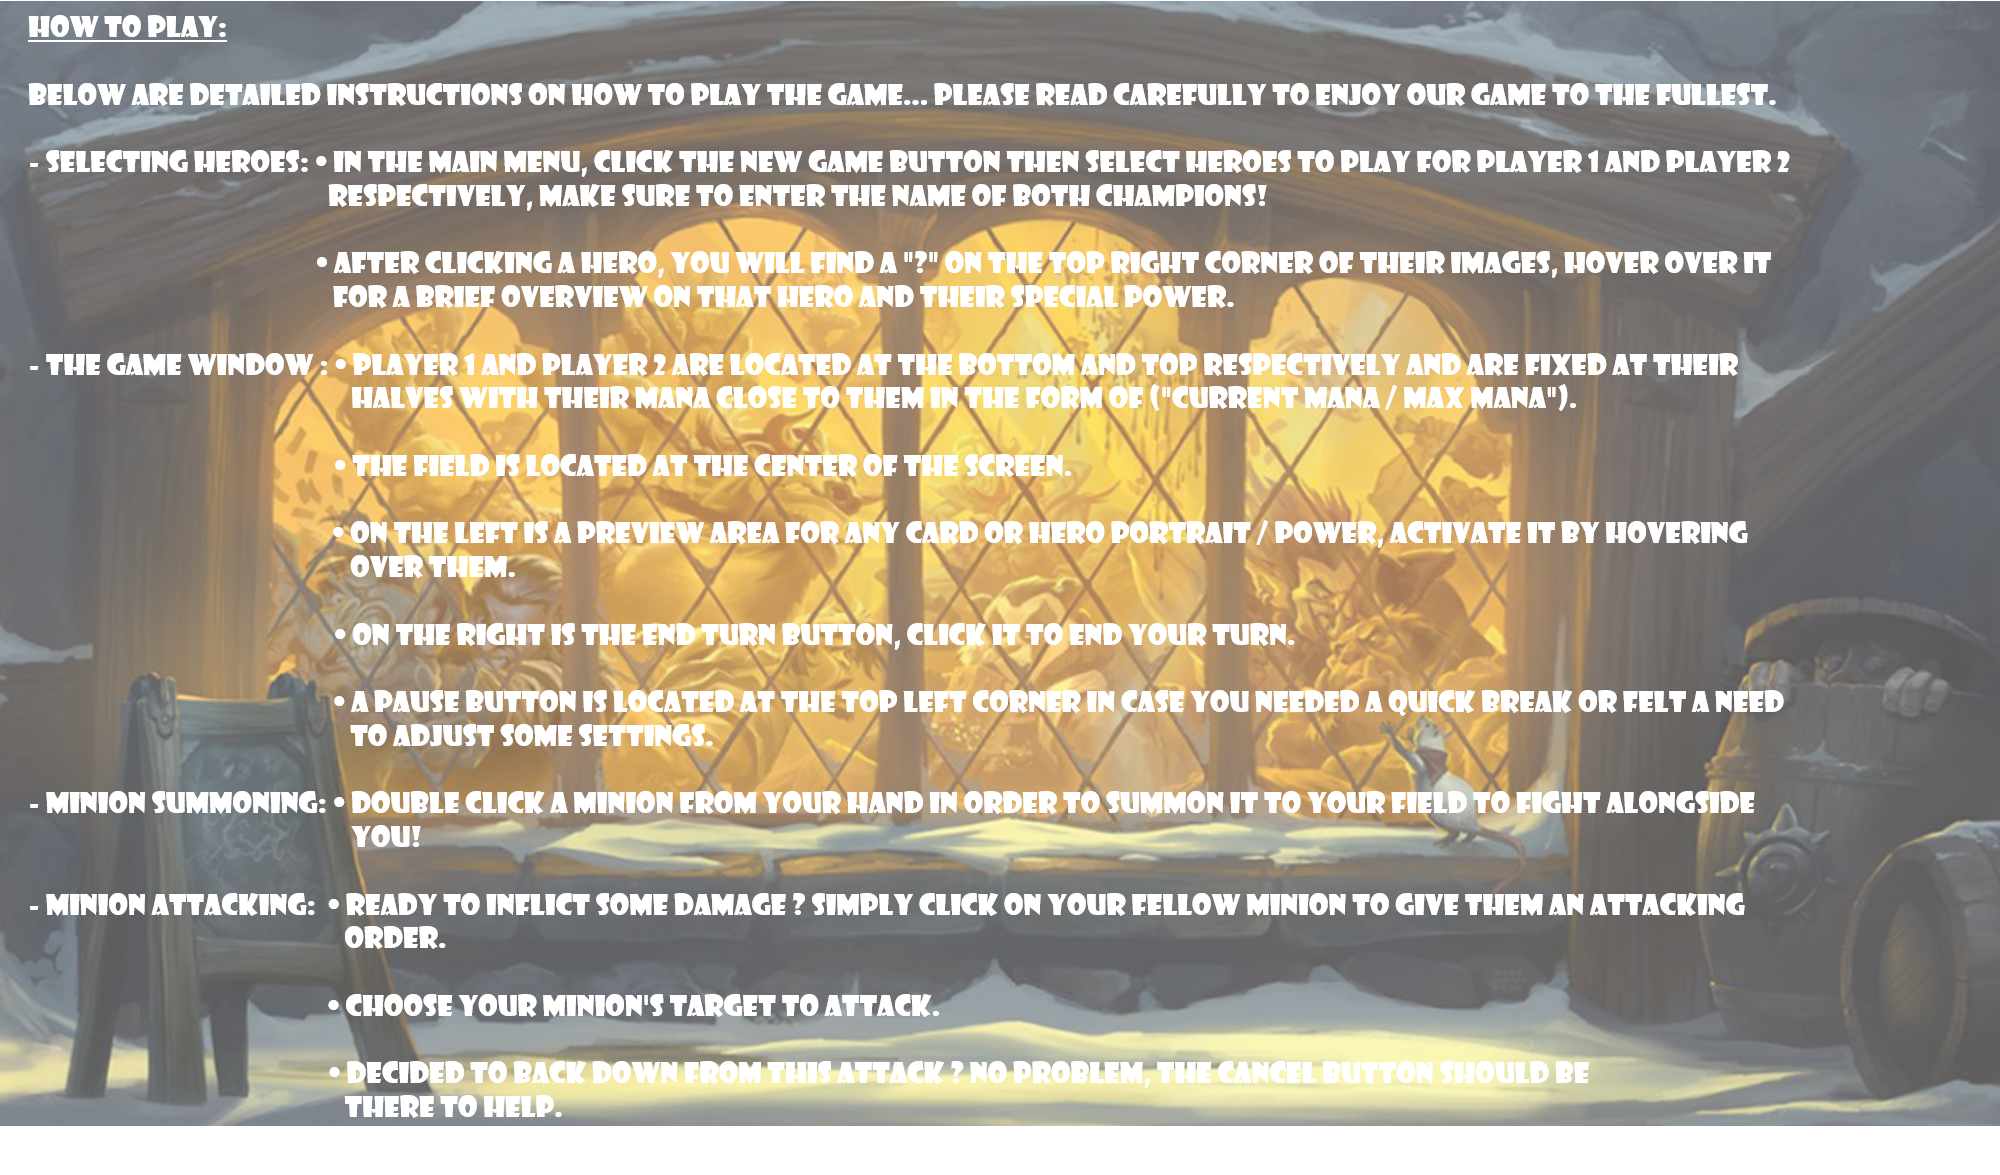 HOW TO PLAY:
BELOW ARE DETAILED INSTRUCTIONS ON HOW TO PLAY THE GAME... PLEASE READ CAREFULLY TO ENJOY OUR GAME TO THE FULLEST.
- SELECTING HEROES: • IN THE MAIN MENU, CLICK THE NEW GAME BUTTON THEN SELECT HEROES TO PLAY FOR PLAYER 1 AND PLAYER 2
RESPECTIVELY, MAKE SURE TO ENTER THE NAME OF BOTH CHAMPIONS!
• AFTER CLICKING A HERO, YOU WILL FIND A "?" ON THE TOP RIGHT CORNER OF THEIR IMAGES, HOVER OVER IT
FOR A BRIEF OVERVIEW ON THAT HERO AND THEIR SPECIAL POWER.
- THE GAME WINDOW : • PLAYER 1 AND PLAYER 2 ARE LOCATED AT THE BOTTOM AND TOP RESPECTIVELY AND ARE FIXED AT THEIR
HALVES WITH THEIR MANA CLOSE TO THEM IN THE FORM OF ("CURRENT MANA / MAX MANA").
• THE FIELD IS LOCATED AT THE CENTER OF THE SCREEN.
• ON THE LEFT IS A PREVIEW AREA FOR ANY CARD OR HERO PORTRAIT / POWER, ACTIVATE IT BY HOVERING
OVER THEM.
• ON THE RIGHT IS THE END TURN BUTTON, CLICK IT TO END YOUR TURN.
• A PAUSE BUTTON IS LOCATED AT THE TOP LEFT CORNER IN CASE YOU NEEDED A QUICK BREAK OR FELT A NEED
TO ADJUST SOME SETTINGS.
- MINION SUMMONING: • DOUBLE CLICK A MINION FROM YOUR HAND IN ORDER TO SUMMON IT TO YOUR FIELD TO FIGHT ALONGSIDE
YOU!
- MINION ATTACKING: • READY TO INFLICT SOME DAMAGE ? SIMPLY CLICK ON YOUR FELLOW MINION TO GIVE THEM AN ATTACKING
ORDER.
• CHOOSE YOUR MINION'S TARGET TO ATTACK.
• DECIDED TO BACK DOWN FROM THIS ATTACK ? NO PROBLEM, THE CANCEL BUTTON SHOULD BE
THERE TO HELP.